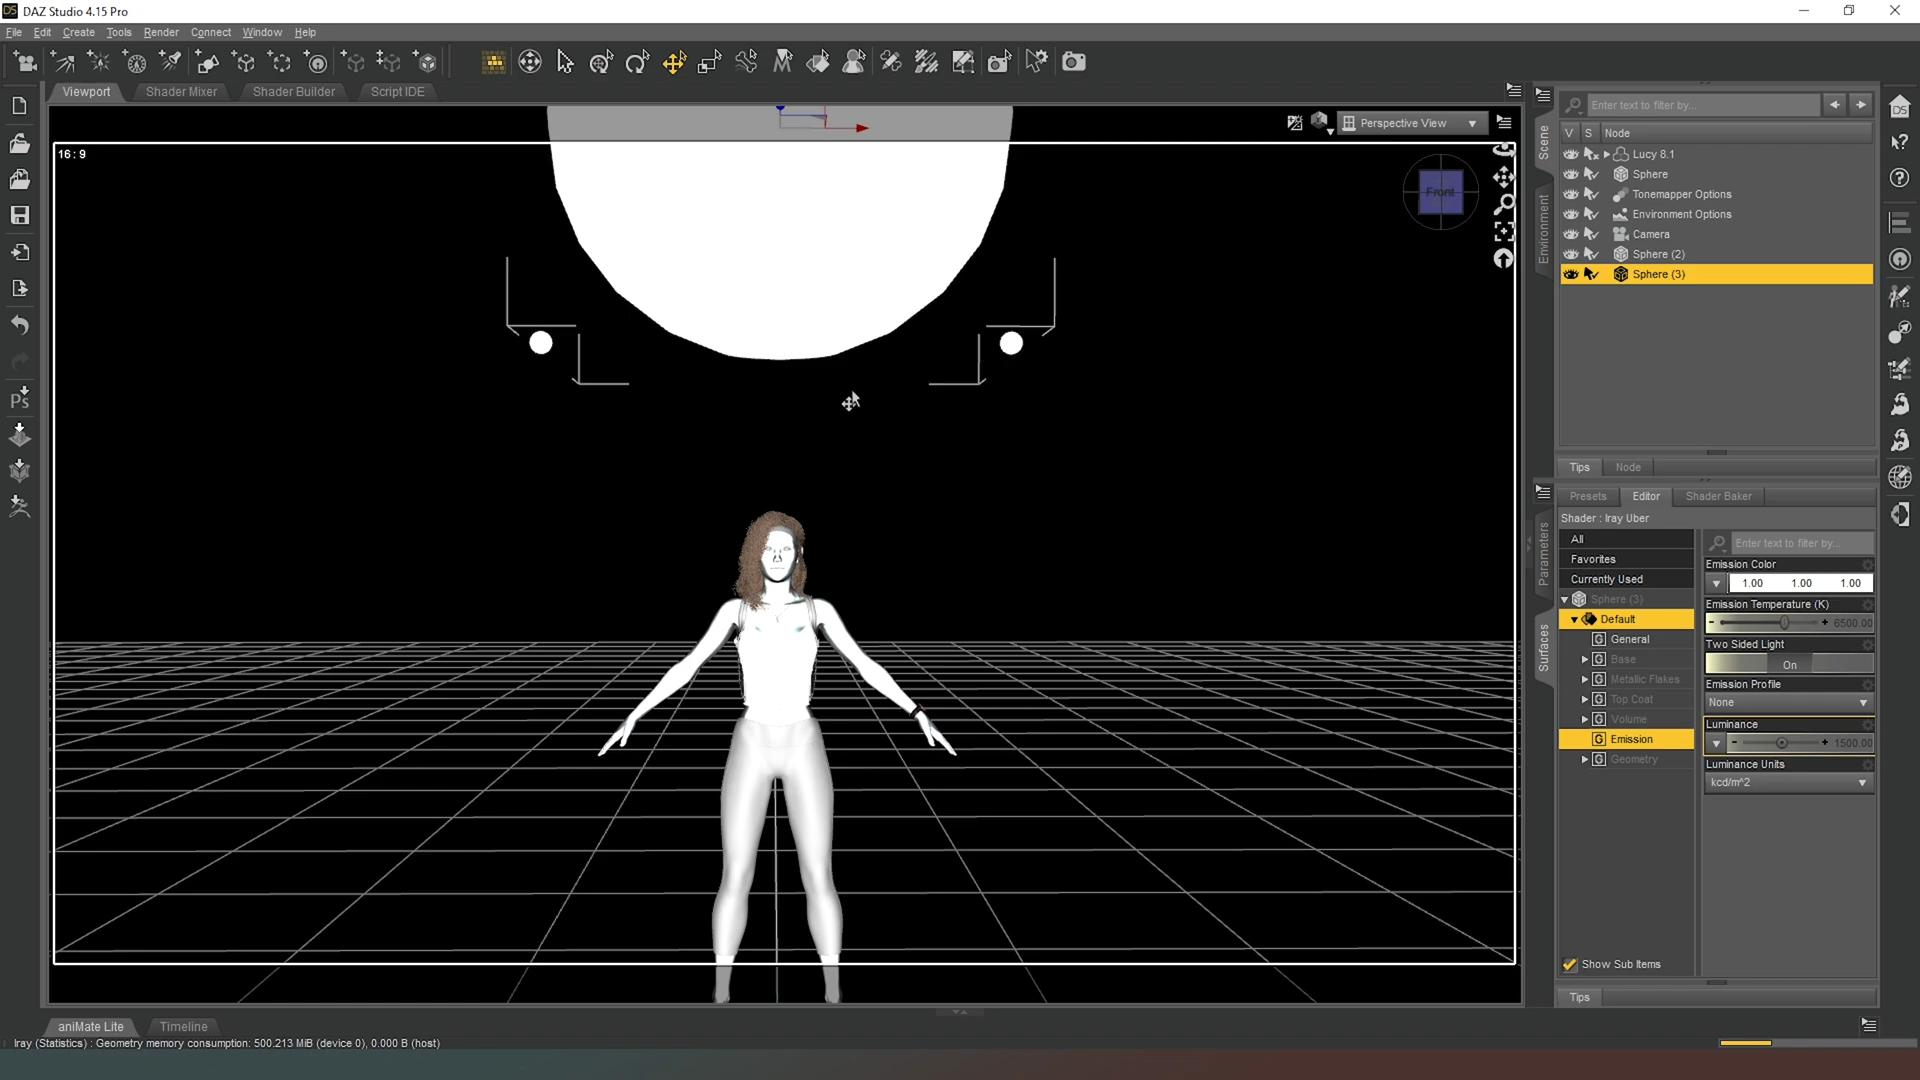 DS DAZ Studio 4.15 Pro
File Edit Create Tools Render Connect Window Help
Viewport Shader Mixer Shader Builder Script IDE
16 : 9
Perspective View
Front
Enter text to filter by...
V S Node
Lucy 8.1
Sphere
Tonemapper Options
Environment Options
Camera
Sphere (2)
Sphere (3)
Scene
Environment
Tips Node
Presets Editor Shader Baker
Shader : Iray Uber
All
Favorites
Currently Used
Sphere (3)
Default
G General
G Base
G Metallic Flakes
G Top Coat
G Volume
G Emission
G Geometry
Show Sub Items
Parameters
Surfaces
Enter text to filter by...
Emission Color
1.00 1.00 1.00
Emission Temperature (K)
6500.00
Two Sided Light
On
Emission Profile
None
Luminance
1500.00
Luminance Units
kcd/m^2
Tips
Ps
DS
aniMate Lite Timeline
Iray (Statistics) : Geometry memory consumption: 500.213 MiB (device 0), 0.000 B (host)